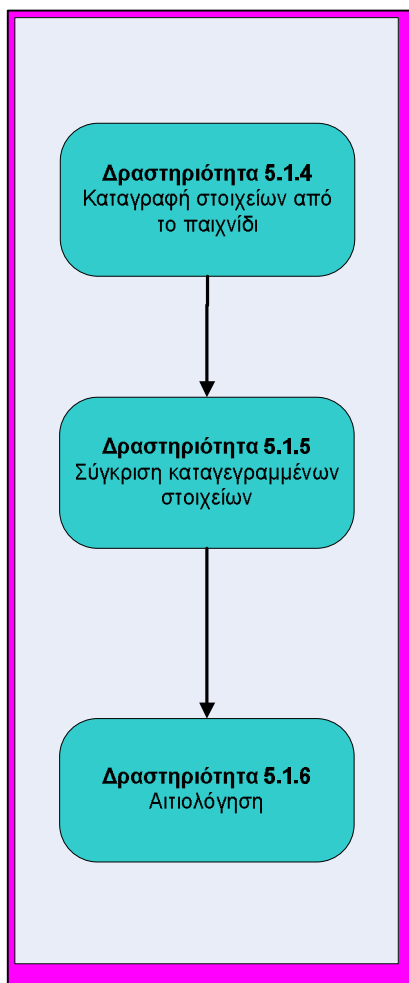 Δραστηριότητα 5.1.4
Καταγραφή στοιχείων από
το παιχνίδι
Δραστηριότητα 5.1.5
Σύγκριση καταγεγραμμένων
στοιχείων
Δραστηριότητα 5.1.6
Αιτιολόγηση